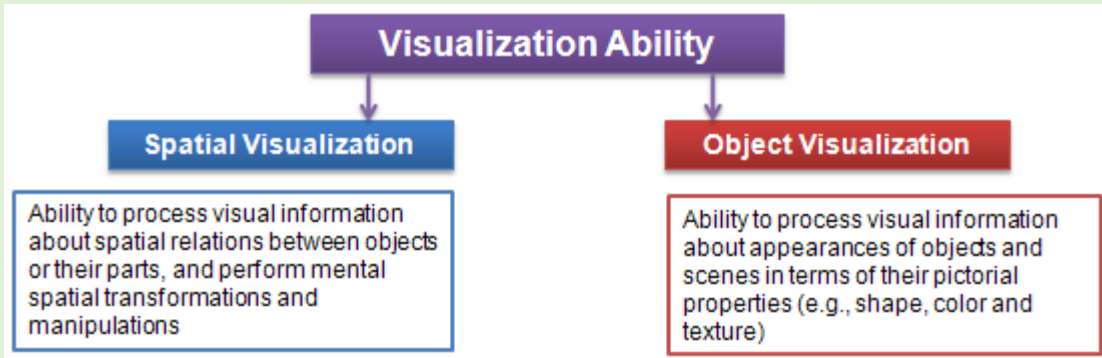 Visualization Ability
Spatial Visualization
Object Visualization
Ability to process visual information
about spatial relations between objects
or their parts, and perform mental
spatial transformations and
manipulations
Ability to process visual information
about appearances of objects and
scenes in terms of their pictorial
properties (e.g., shape, color and
texture)